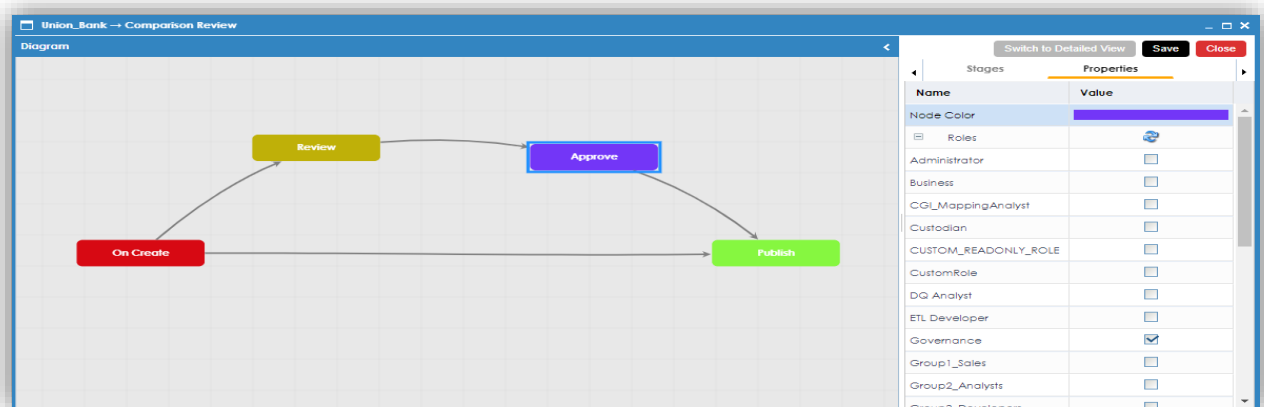 Union_Bank → Comparison Review
Diagram
Switch to Detailed View Save Close
Stages Properties
Name Value
Node Color
Roles
Administrator
Business
CGI_MappingAnalyst
Custodian
CUSTOM_READONLY_ROLE
CustomRole
DQ Analyst
ETL Developer
Governance
Group1_Sales
Group2_Analysts
Review
Approve
On Create
Publish